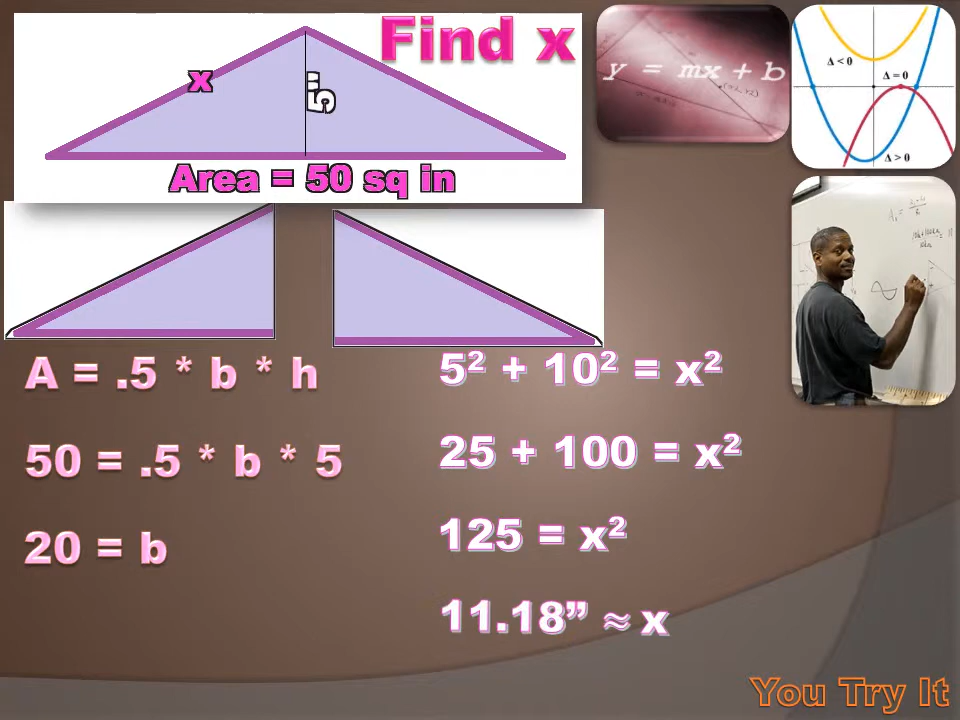 Find x
x
5"
Area = 50 sq in
y = mx + b
Δ < 0
Δ = 0
Δ > 0
A = .5 * b * h
50 = .5 * b * 5
20 = b
5² + 10² = x²
25 + 100 = x²
125 = x²
11.18” ≈ x
You Try It